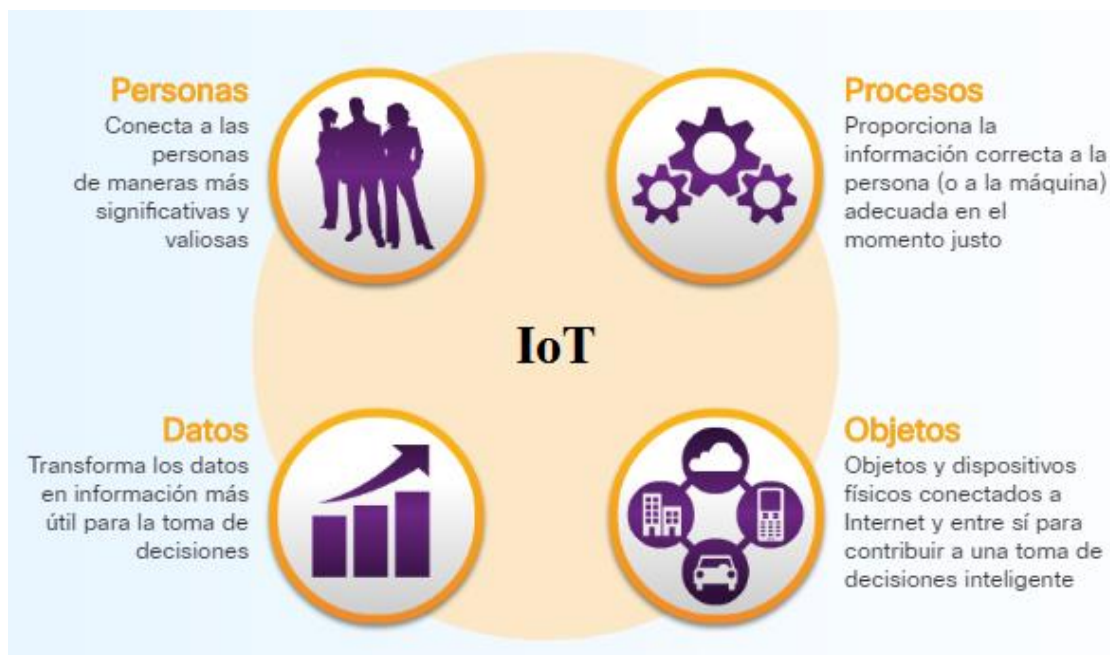 Personas
Conecta a las
personas
de maneras más
significativas y
valiosas
Procesos
Proporciona la
información correcta a la
persona (o a la máquina)
adecuada en el
momento justo
IoT
Datos
Transforma los datos
en información más
útil para la toma de
decisiones
Objetos
Objetos y dispositivos
físicos conectados a
Internet y entre sí para
contribuir a una toma de
decisiones inteligente